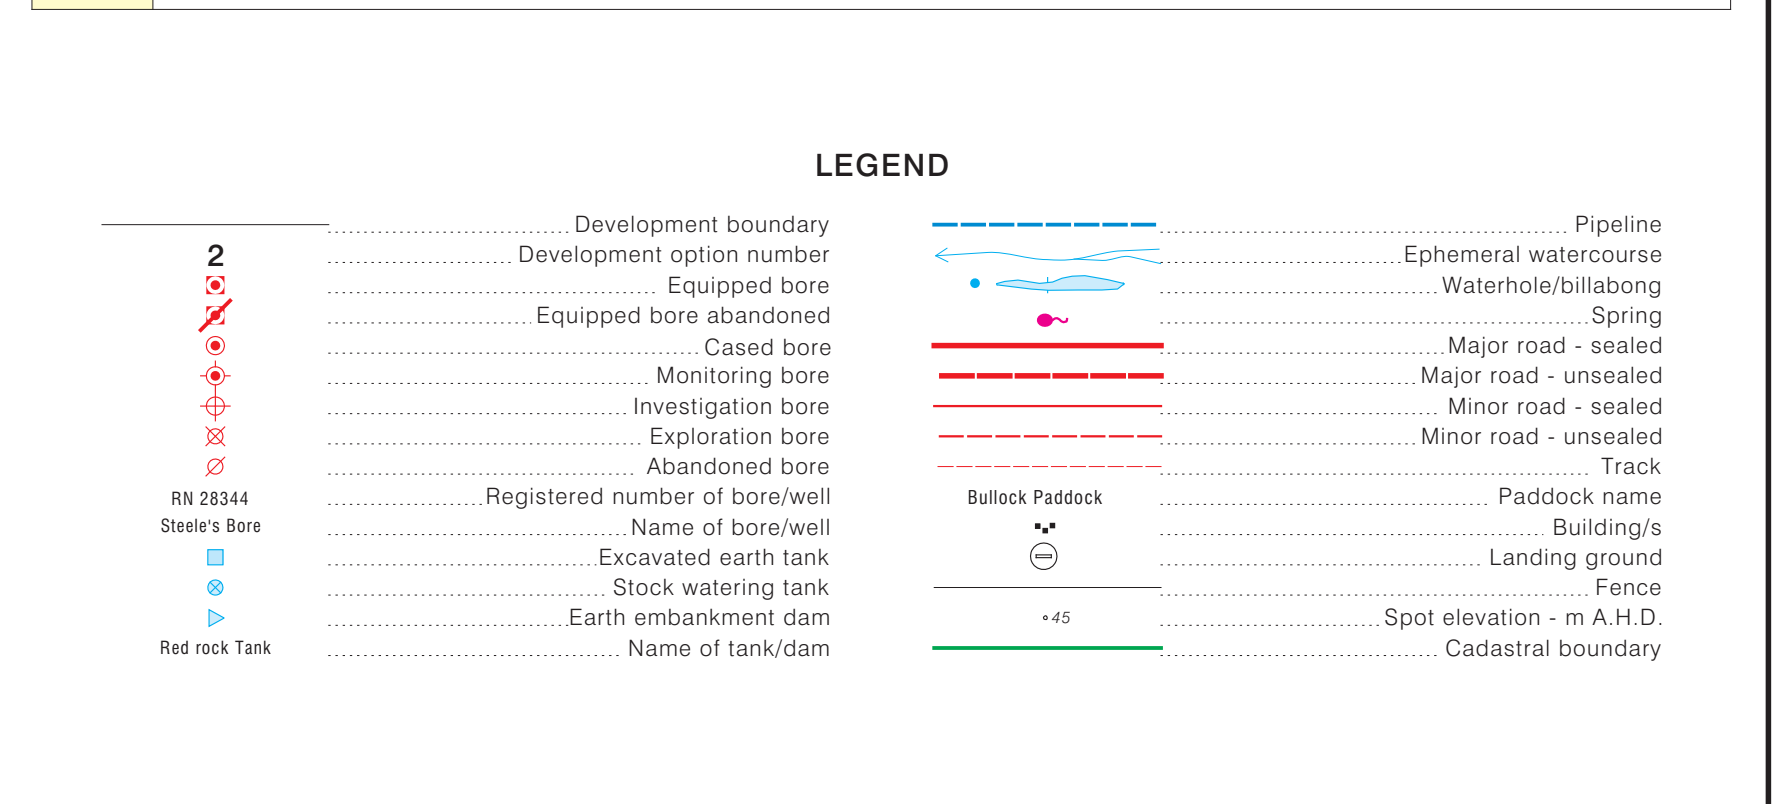 LEGEND
Development boundary
2 Development option number
Equipped bore
Equipped bore abandoned
Cased bore
Monitoring bore
Investigation bore
Exploration bore
Abandoned bore
RN 28344 Registered number of bore/well
Steele's Bore Name of bore/well
Excavated earth tank
Stock watering tank
Earth embankment dam
Red rock Tank Name of tank/dam
Pipeline
Ephemeral watercourse
Waterhole/billabong
Spring
Major road - sealed
Major road - unsealed
Minor road - sealed
Minor road - unsealed
Track
Bullock Paddock Paddock name
Building/s
Landing ground
Fence
45 Spot elevation - m A.H.D.
Cadastral boundary